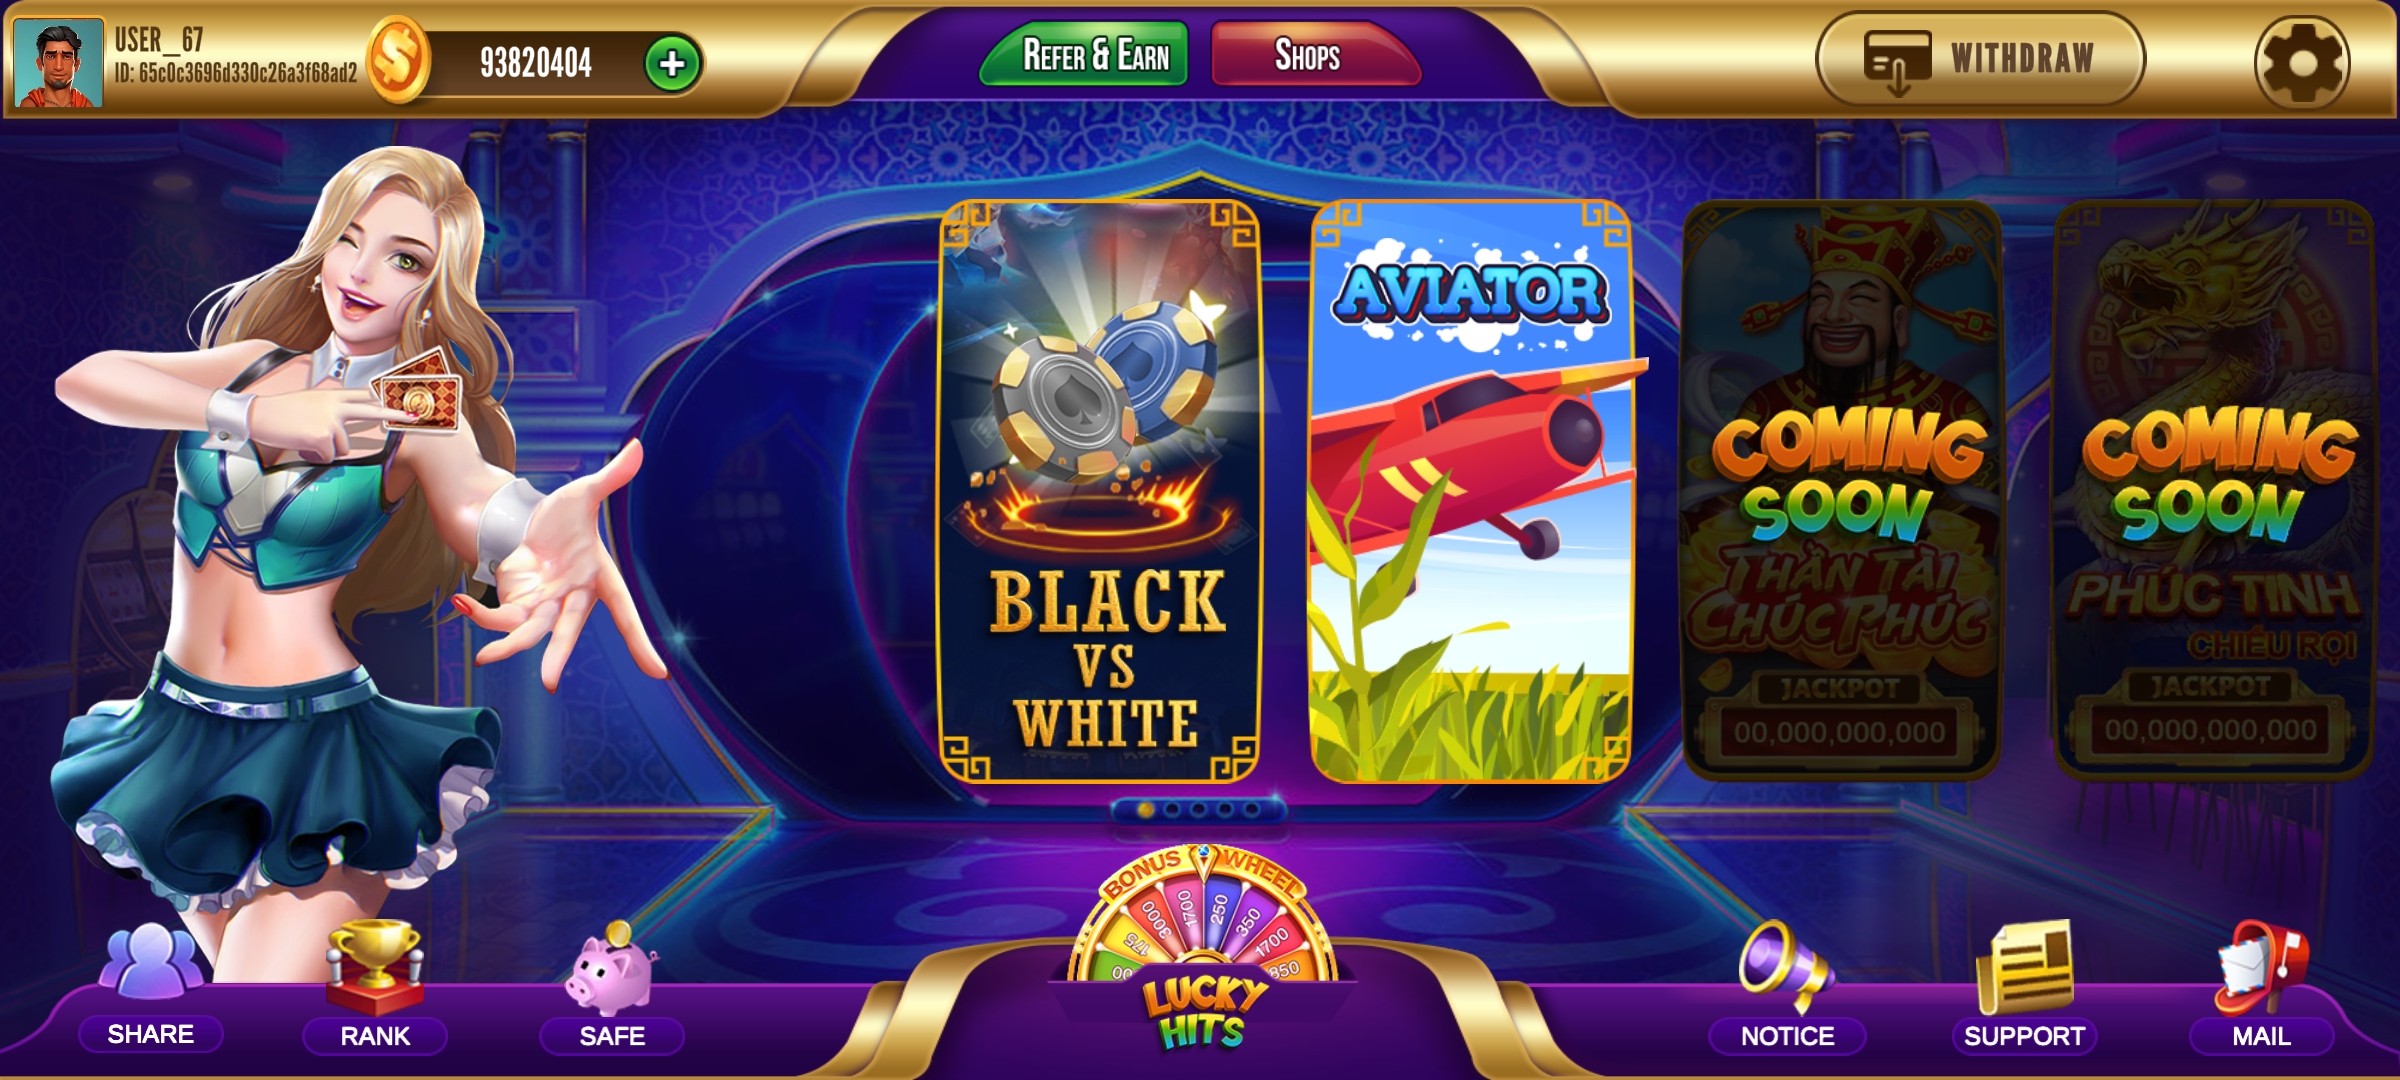 USER_67
ID: 65c0c3696d330c26a3f68ad2
93820404
REFER & EARN
SHOPS
WITHDRAW
BLACK
VS
WHITE
AVIATOR
COMING
SOON
THẦN TÀI
CHÚC PHÚC
JACKPOT
00,000,000,000
COMING
SOON
PHÚC TINH
CHIẾU RỌI
JACKPOT
00,000,000,000
BONUS WHEEL
00
175
3000
1700
250
350
1700
850
LUCKY
HITS
SHARE
RANK
SAFE
NOTICE
SUPPORT
MAIL